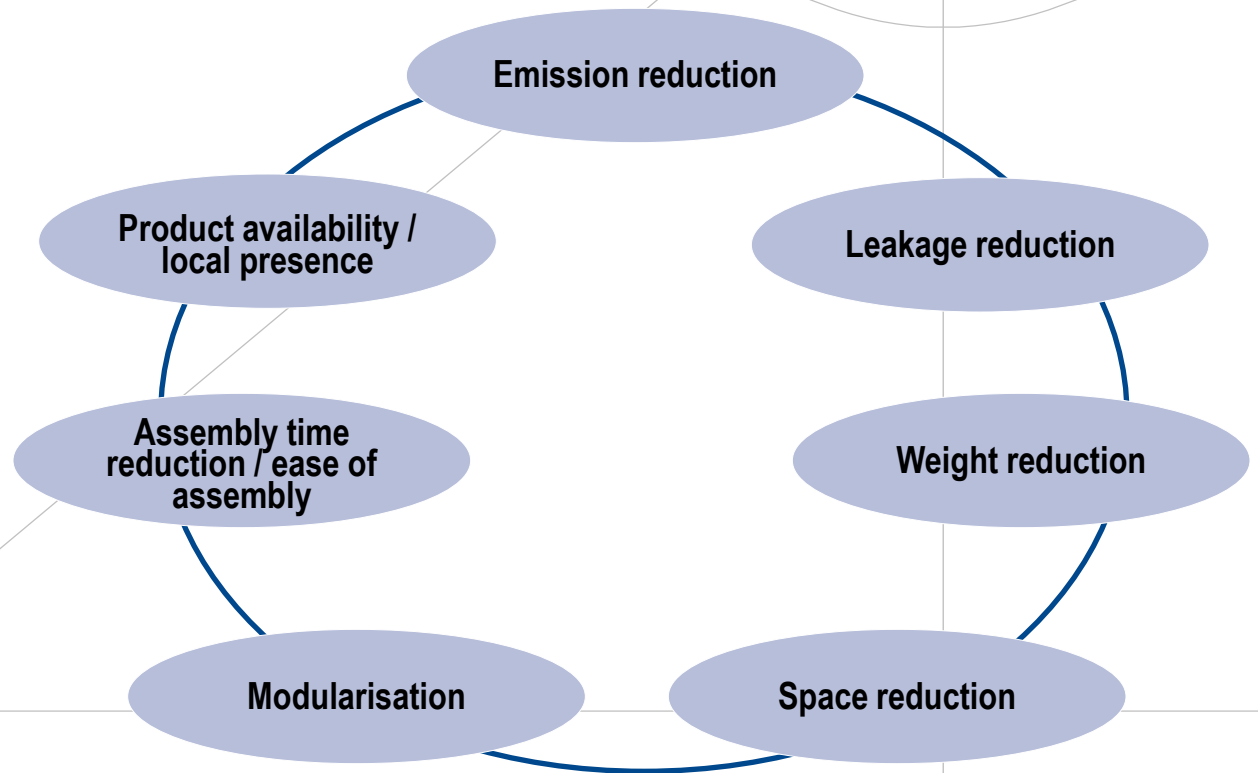 Emission reduction
Product availability /
local presence
Leakage reduction
Assembly time
reduction / ease of
assembly
Weight reduction
Modularisation
Space reduction